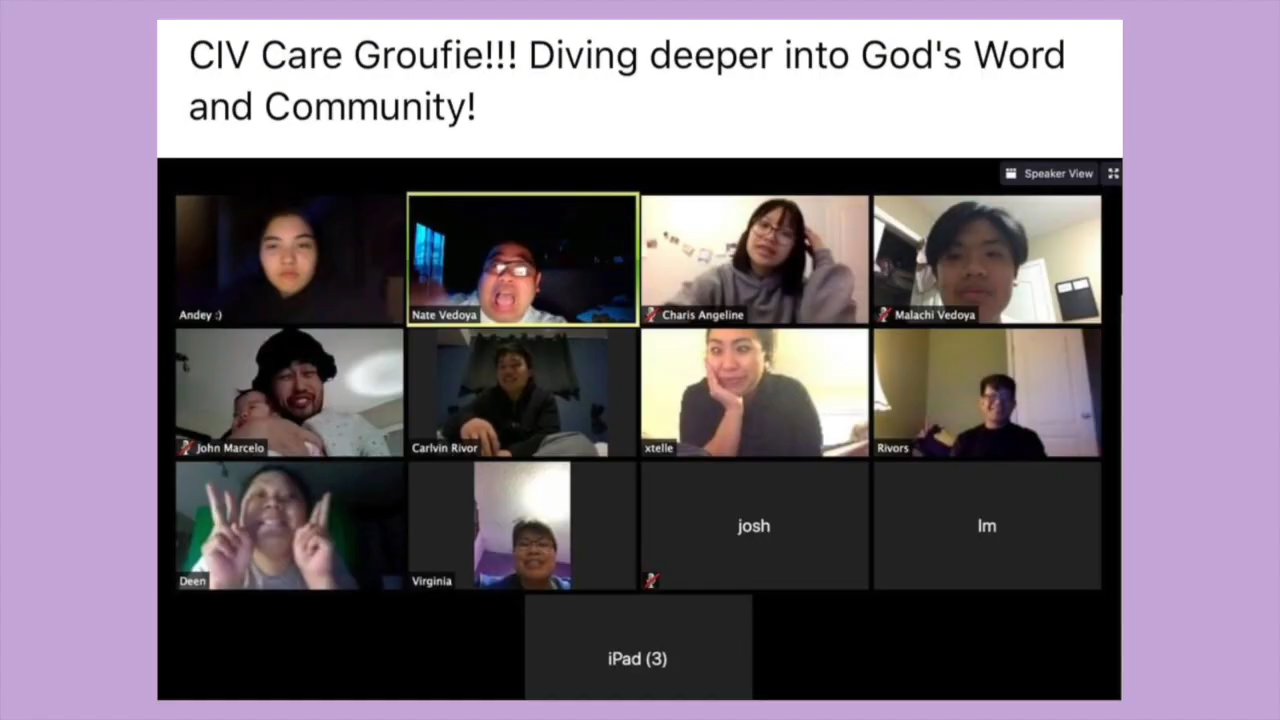 CIV Care Groufie!!! Diving deeper into God's Word
and Community!
Speaker View
Andey :)
Nate Vedoya
Charis Angeline
Malachi Vedoya
John Marcelo
Carlvin Rivor
xtelle
Rivors
Deen
Virginia
josh
lm
iPad (3)